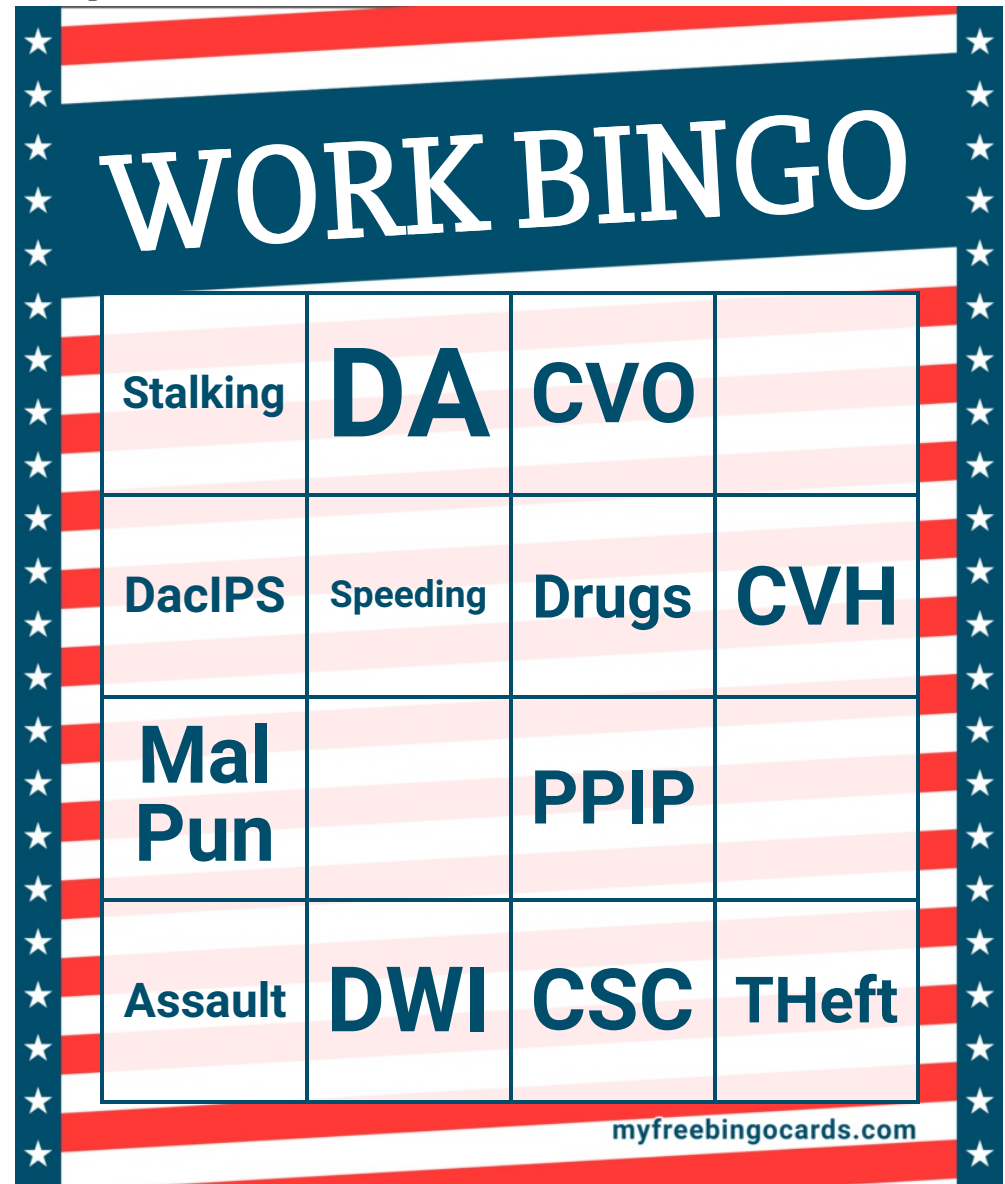 WORK BINGO
Stalking
DA
CVO
DacIPS
Speeding
Drugs
CVH
Mal
Pun
PPIP
Assault
DWI
CSC
THeft
myfreebingocards.com